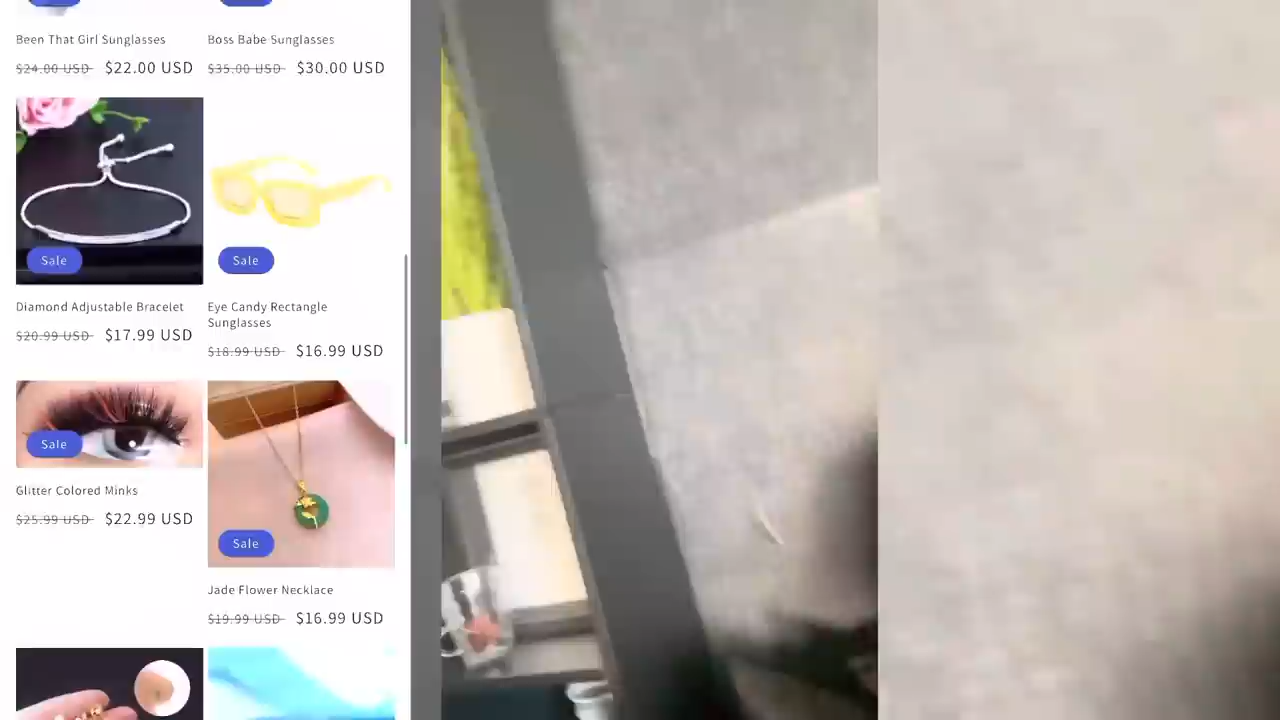 Been That Girl Sunglasses
$24.00 USD $22.00 USD
Boss Babe Sunglasses
$35.00 USD $30.00 USD
Sale
Diamond Adjustable Bracelet
$20.99 USD $17.99 USD
Sale
Eye Candy Rectangle
Sunglasses
$18.99 USD $16.99 USD
Sale
Glitter Colored Minks
$25.99 USD $22.99 USD
Sale
Jade Flower Necklace
$19.99 USD $16.99 USD